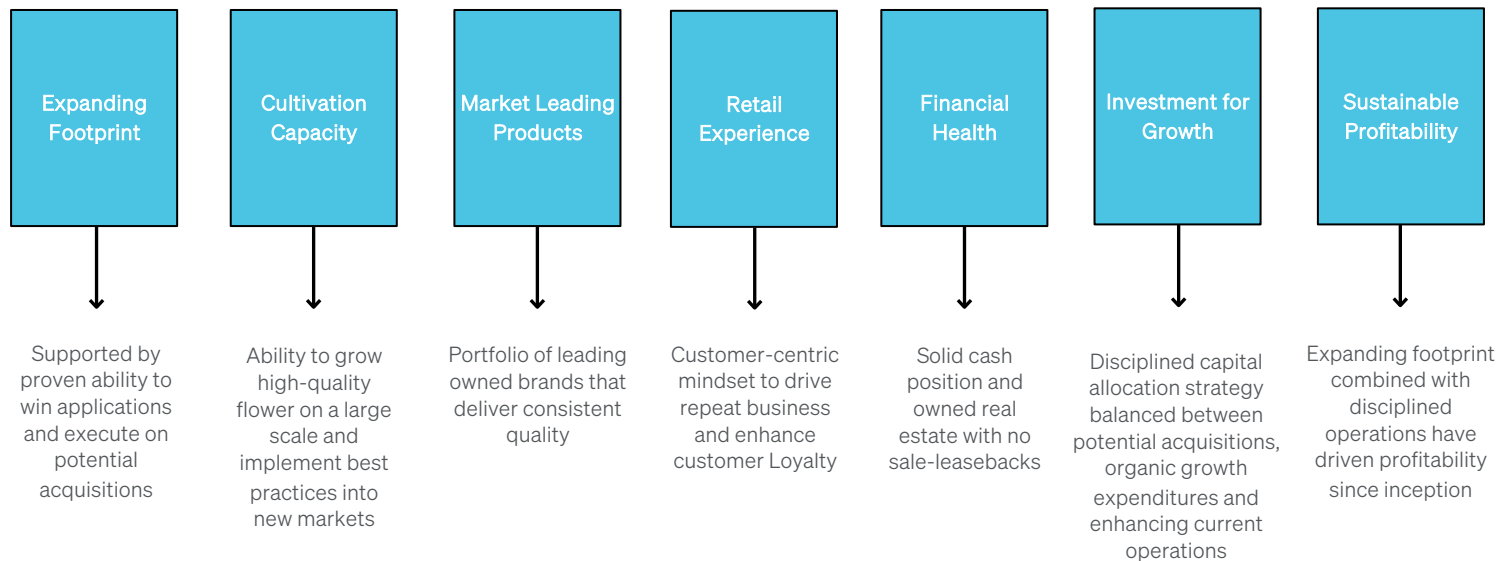 Expanding
Footprint
Cultivation
Capacity
Market Leading
Products
Retail
Experience
Financial
Health
Investment for
Growth
Sustainable
Profitability
Supported by
proven ability to
win applications
and execute on
potential
acquisitions
Ability to grow
high-quality
flower on a large
scale and
implement best
practices into
new markets
Portfolio of leading
owned brands that
deliver consistent
quality
Customer-centric
mindset to drive
repeat business
and enhance
customer Loyalty
Solid cash
position and
owned real
estate with no
sale-leasebacks
Disciplined capital
allocation strategy
balanced between
potential acquisitions,
organic growth
expenditures and
enhancing current
operations
Expanding footprint
combined with
disciplined
operations have
driven profitability
since inception